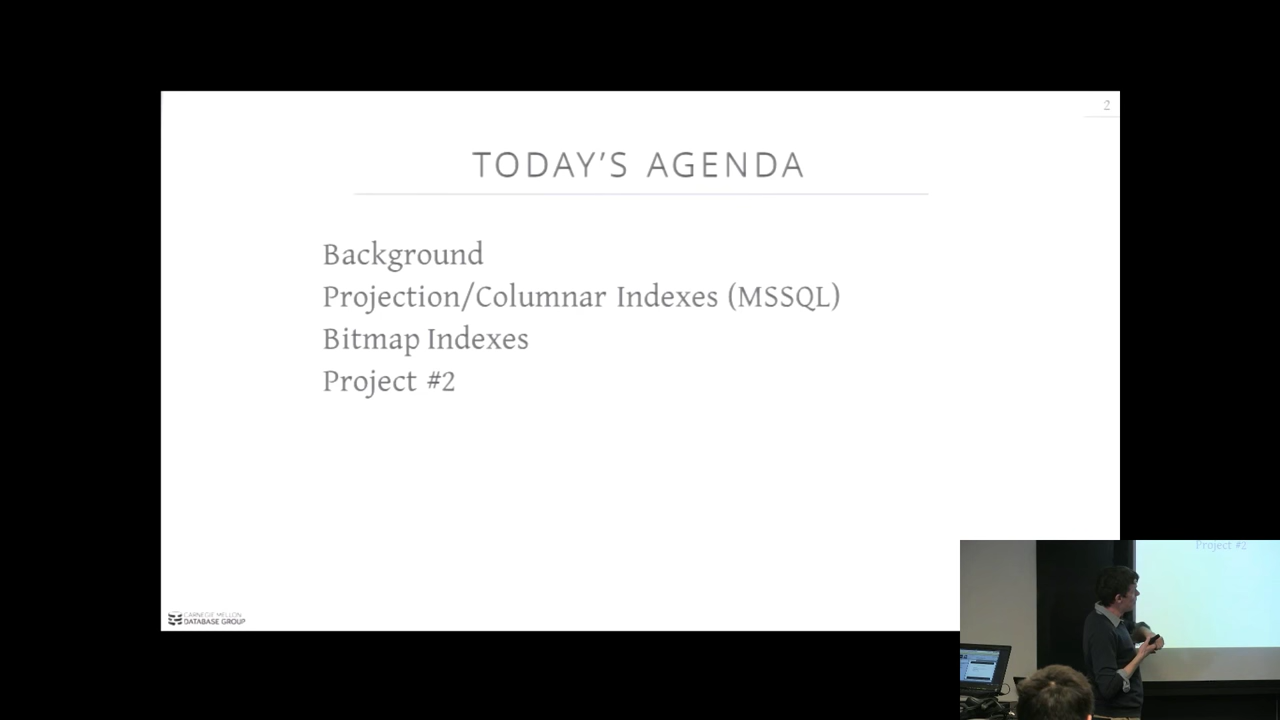 2
TODAY'S AGENDA
Background
Projection/Columnar Indexes (MSSQL)
Bitmap Indexes
Project #2
CARNEGIE MELLON
DATABASE GROUP
Project #2